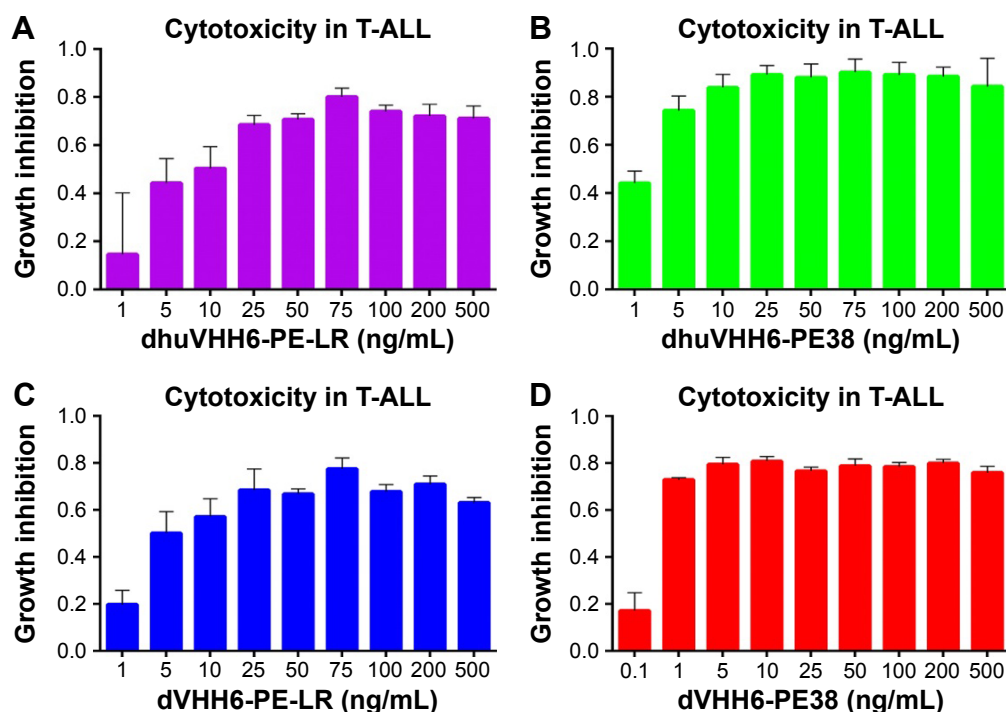 A
Cytotoxicity in T-ALL
Growth inhibition
1.0
0.8
0.6
0.4
0.2
0.0
1 5 10 25 50 75 100 200 500
dhuVHH6-PE-LR (ng/mL)
B
Cytotoxicity in T-ALL
Growth inhibition
1.0
0.8
0.6
0.4
0.2
0.0
1 5 10 25 50 75 100 200 500
dhuVHH6-PE38 (ng/mL)
C
Cytotoxicity in T-ALL
Growth inhibition
1.0
0.8
0.6
0.4
0.2
0.0
1 5 10 25 50 75 100 200 500
dVHH6-PE-LR (ng/mL)
D
Cytotoxicity in T-ALL
Growth inhibition
1.0
0.8
0.6
0.4
0.2
0.0
0.1 1 5 10 25 50 75 100 200 500
dVHH6-PE38 (ng/mL)